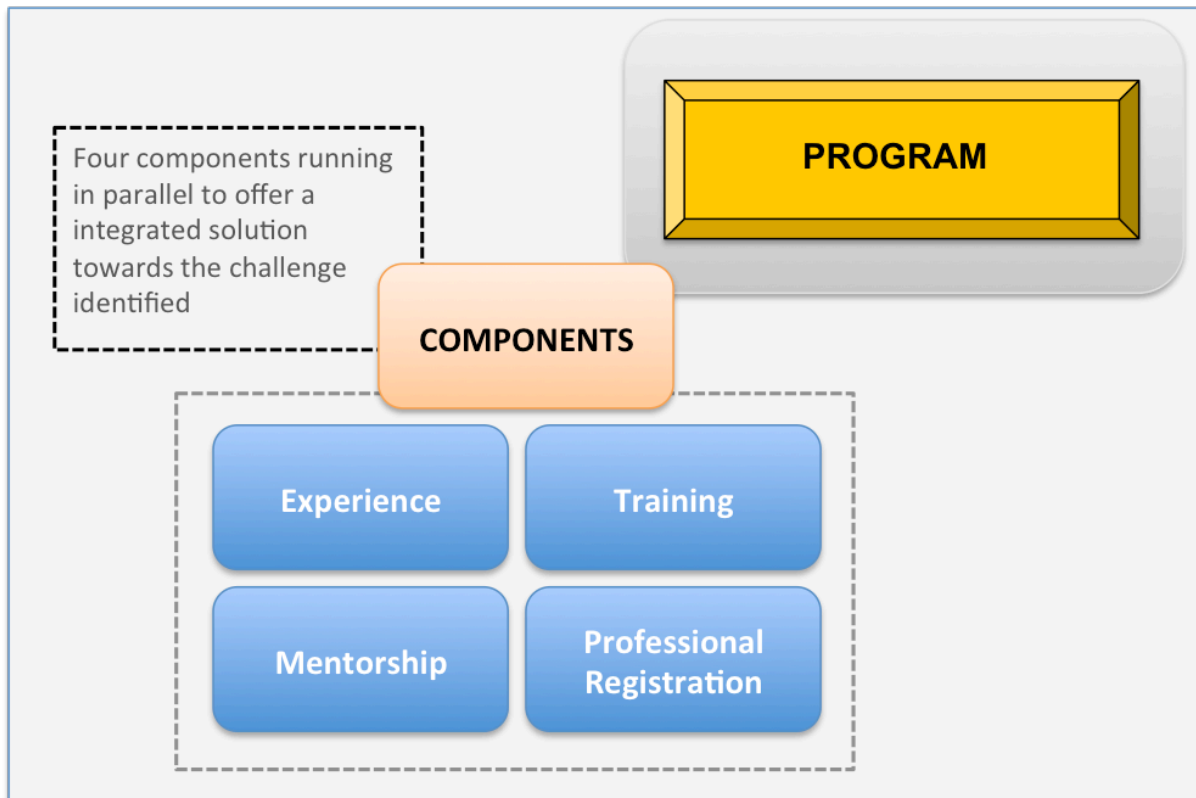 PROGRAM
Four components running
in parallel to offer a
integrated solution
towards the challenge
identified
COMPONENTS
Experience
Training
Mentorship
Professional
Registration